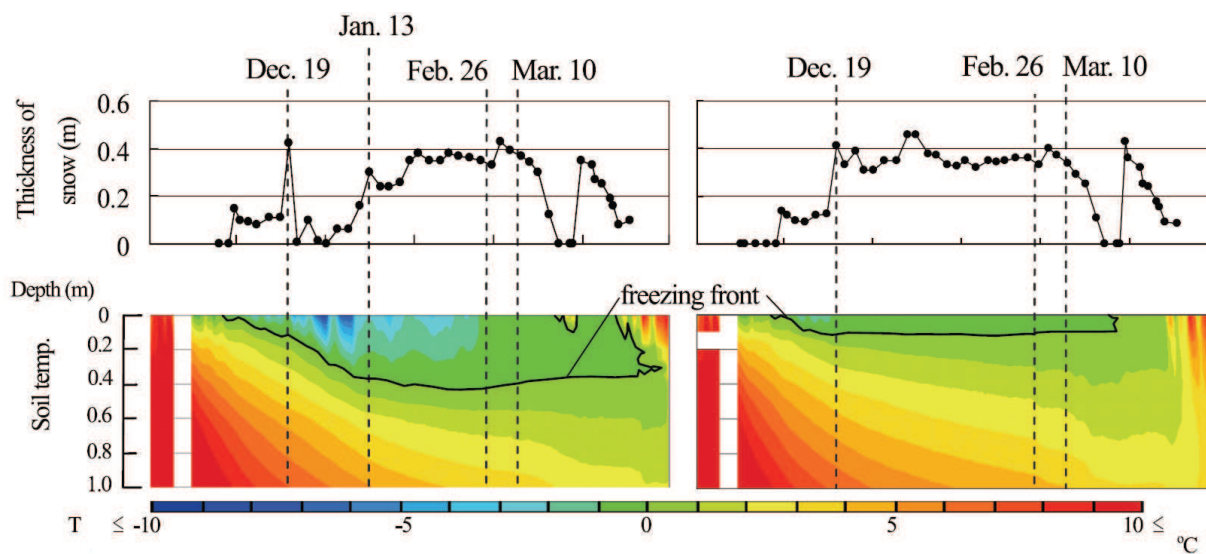 Jan. 13
Dec. 19
Feb. 26
Mar. 10
Dec. 19
Feb. 26
Mar. 10
Thickness of
snow (m)
0.6
0.4
0.2
0
Depth (m)
freezing front
Soil temp.
0
0.2
0.4
0.6
0.8
1.0
T ≤ -10 -5 0 5 10 ≤
ºC